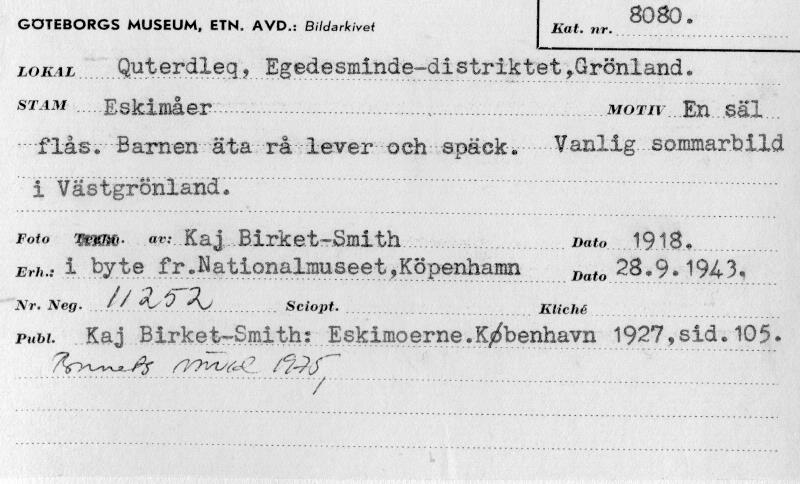 GÖTEBORGS MUSEUM, ETN. AVD.: Bildarkivet
Kat. nr. 8080.
LOKAL Quterdleq, Egedesminde-distriktet,Grönland.
STAM Eskimåer MOTIV En säl
flås. Barnen äta rå lever och späck. Vanlig sommarbild
i Västgrönland.
Foto av: Kaj Birket-Smith Dato 1918.
Erh.: i byte fr.Nationalmuseet,Köpenhamn Dato 28.9.1943.
Nr. Neg. 11252 Sciopt. Kliché
Publ. Kaj Birket-Smith: Eskimoerne.København 1927,sid.105.
1975,